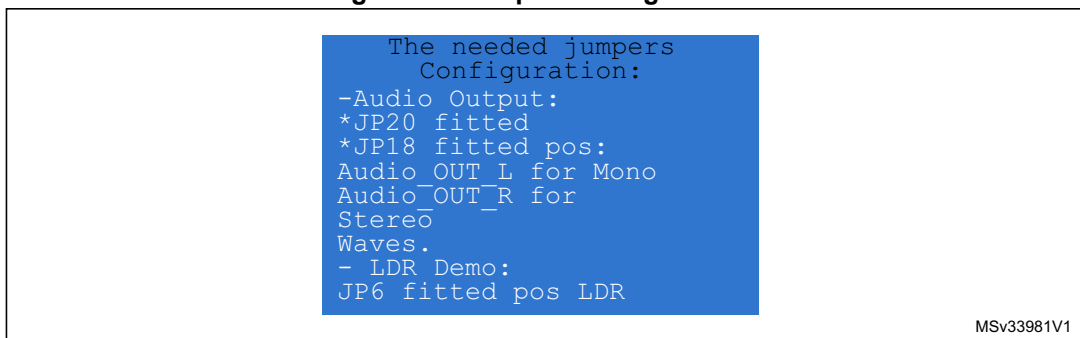 The needed jumpers
Configuration:
-Audio Output:
*JP20 fitted
*JP18 fitted pos:
Audio_OUT_L for Mono
Audio_OUT_R for
Stereo
Waves.
- LDR Demo:
JP6 fitted pos LDR
MSv33981V1